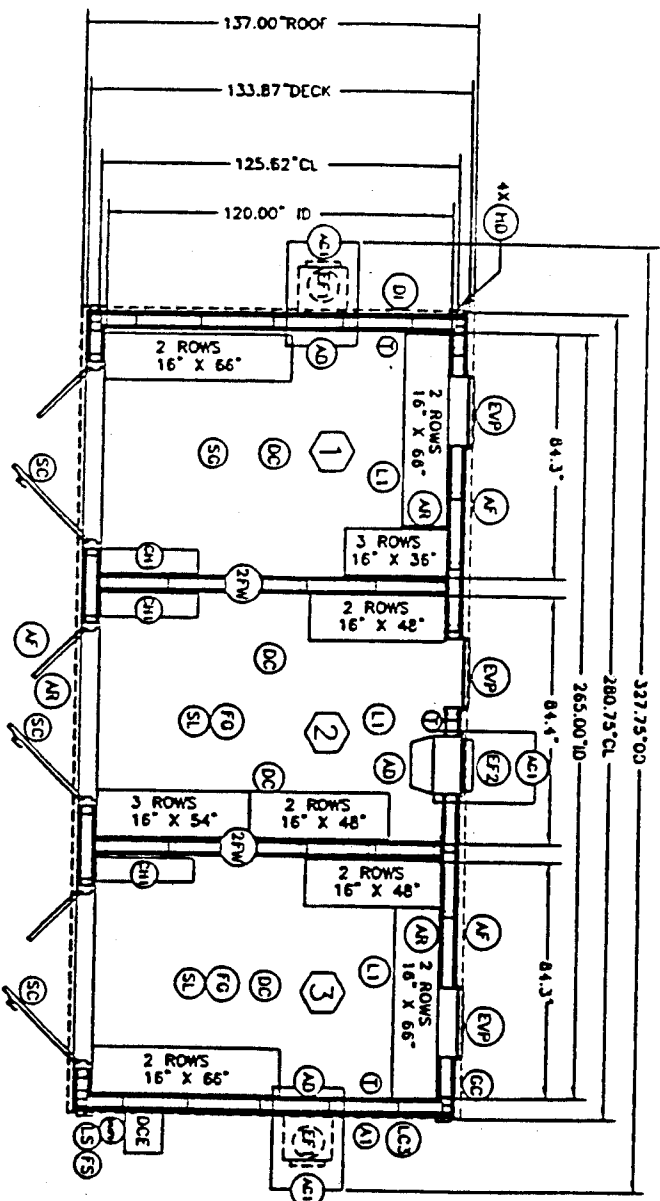 137.00"ROOF
133.87"DECK
125.62"CL
120.00" ID
4X HD
AC1
EF1
DI
AD
T
2 ROWS
16" X 66"
2 ROWS
16" X 66"
EVP
84.3"
SC
SG
DC
1
L1
AR
AF
3 ROWS
16" X 36"
CH1
2FW
CH1
2 ROWS
16" X 48"
AF
AR
DC
EVP
SL
FG
2
L1
T
SC
DC
AD
EF2
AC1
84.4"
265.00"ID
280.75"CL
327.75"OD
3 ROWS
16" X 54"
2 ROWS
16" X 48"
2FW
CH1
2 ROWS
16" X 48"
AR
AF
SL
FG
DC
3
L1
2 ROWS
16" X 66"
84.3"
SC
EVP
2 ROWS
16" X 66"
AD
T
GC
LS
FS
DCE
EF1
AC1
A1
LC3